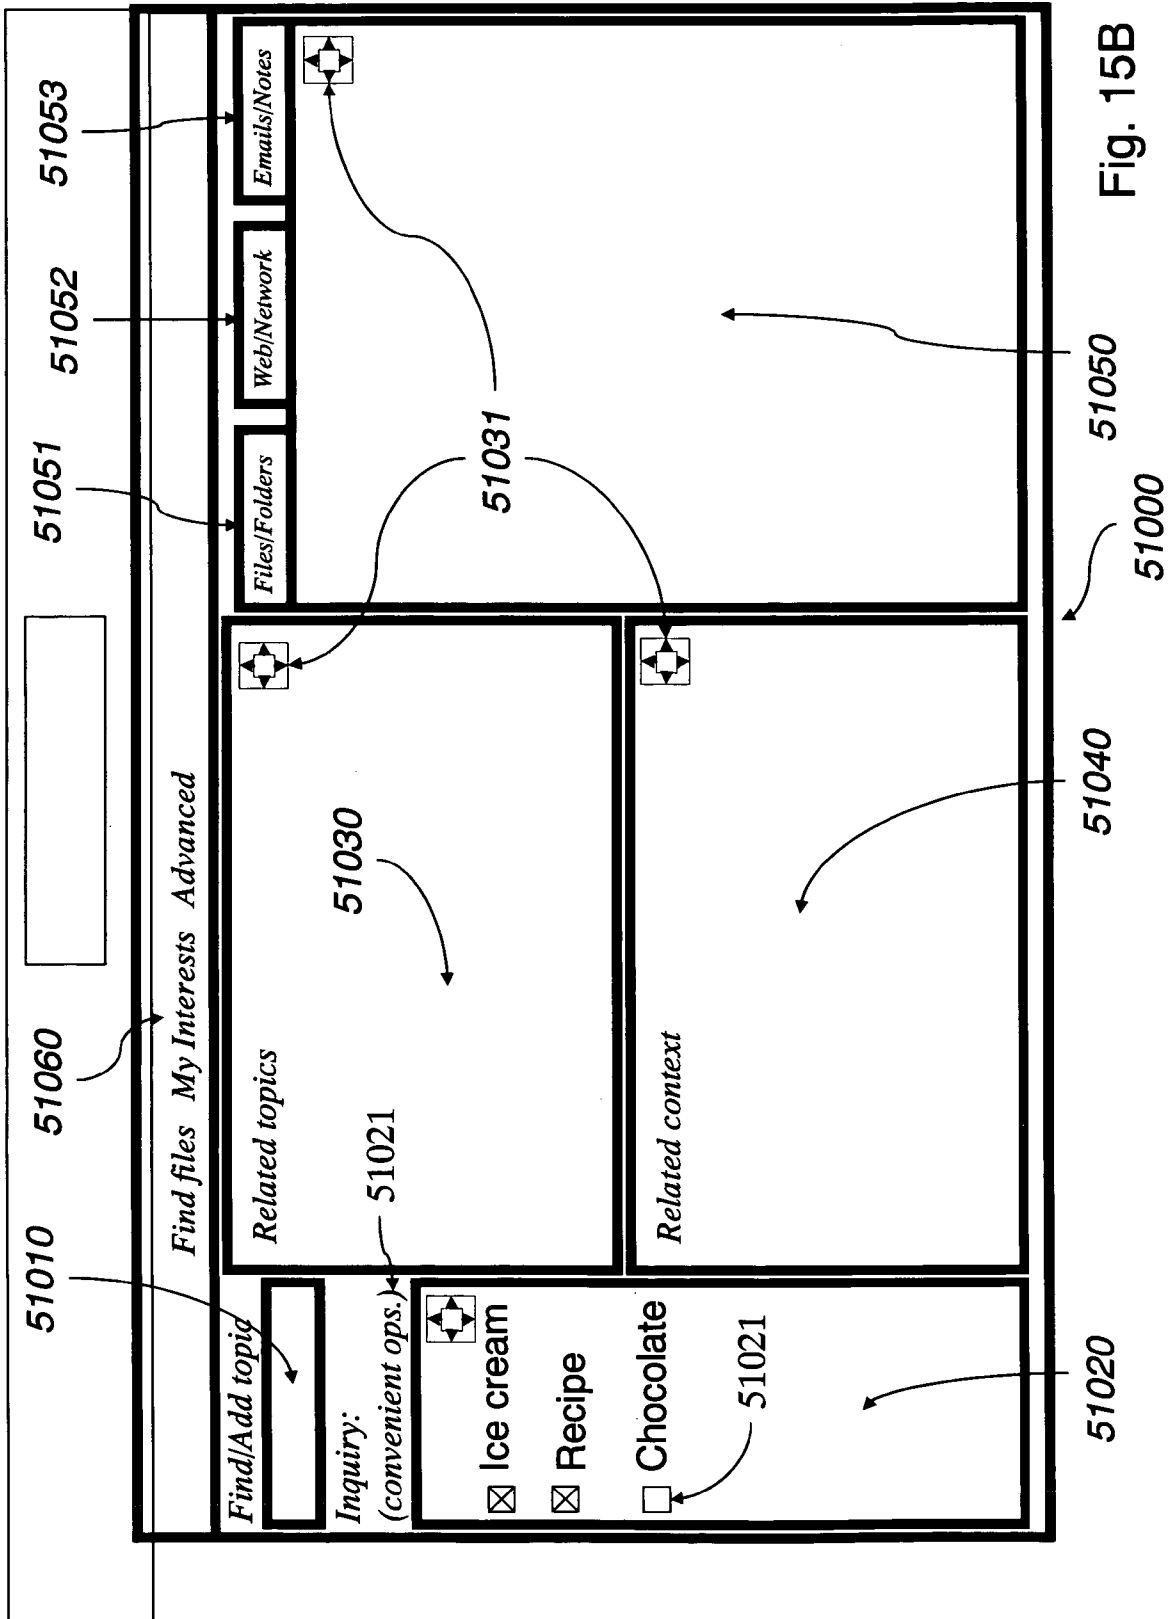 51010
51060
51051
51052
51053
Find files My Interests Advanced
Find/Add topic
Inquiry:
(convenient ops.)
51021
Related topics
51030
Files/Folders
Web/Network
Emails/Notes
51031
Ice cream
Recipe
Chocolate
51021
Related context
51020
51040
51000
51050
Fig. 15B